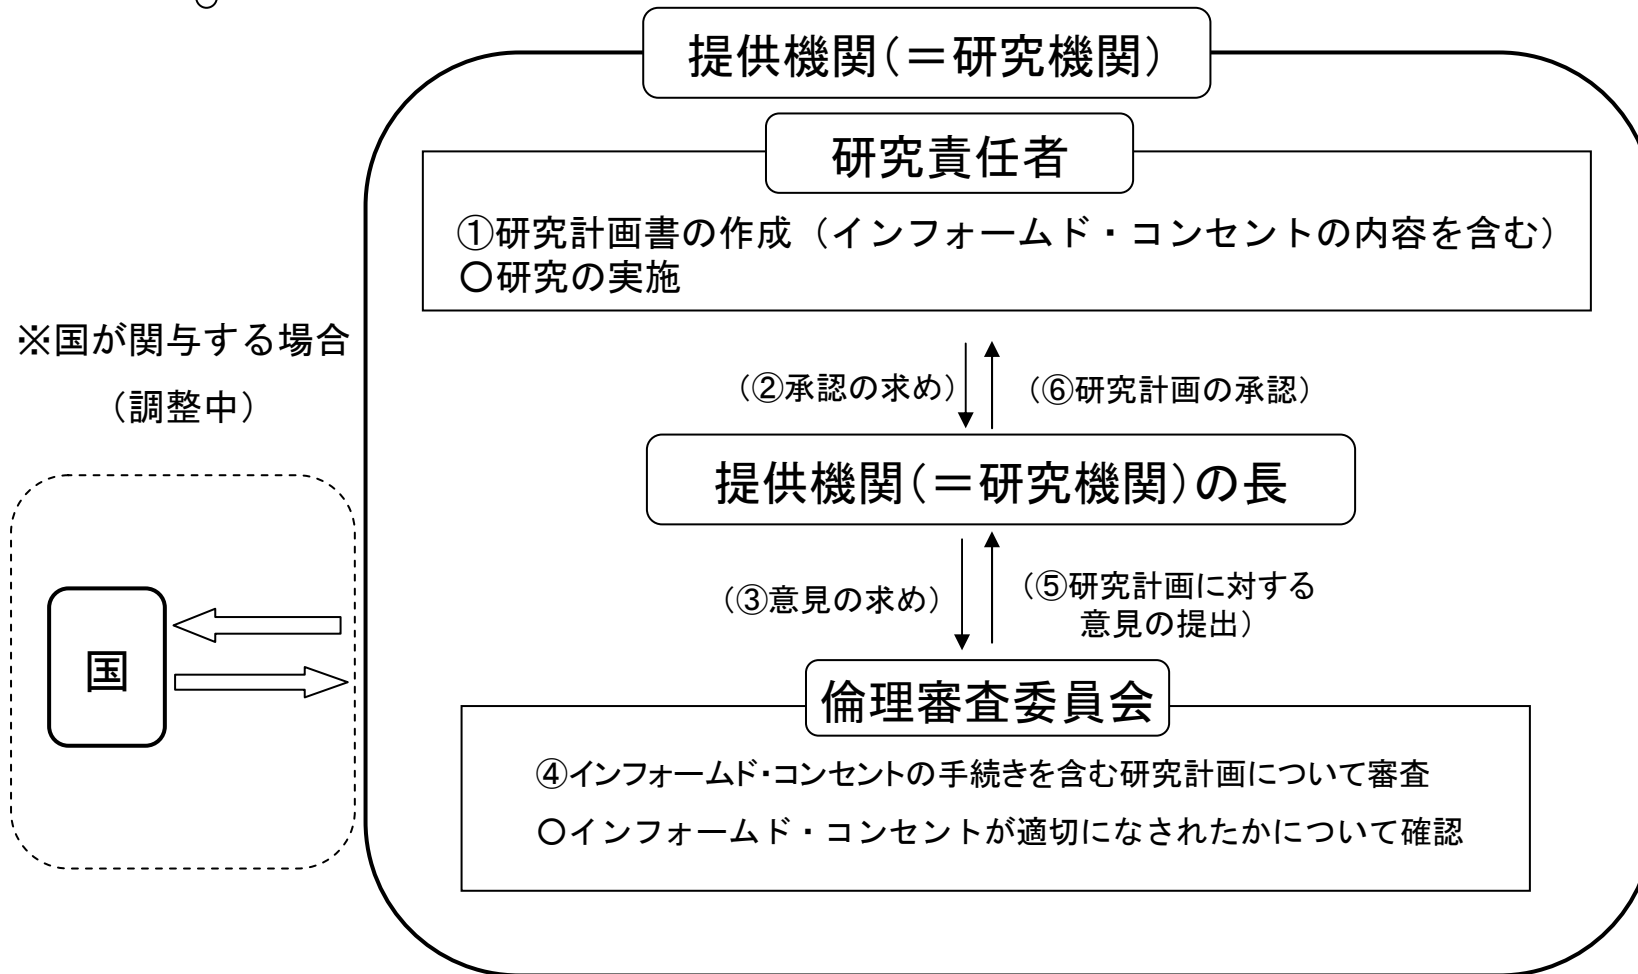 提供機関(=研究機関)
研究責任者
①研究計画書の作成（インフォームド・コンセントの内容を含む）
○研究の実施
※国が関与する場合
（調整中）
（②承認の求め）
（⑥研究計画の承認）
提供機関(=研究機関)の長
（③意見の求め）
（⑤研究計画に対する
意見の提出）
国
倫理審査委員会
④インフォームド・コンセントの手続きを含む研究計画について審査
○インフォームド・コンセントが適切になされたかについて確認